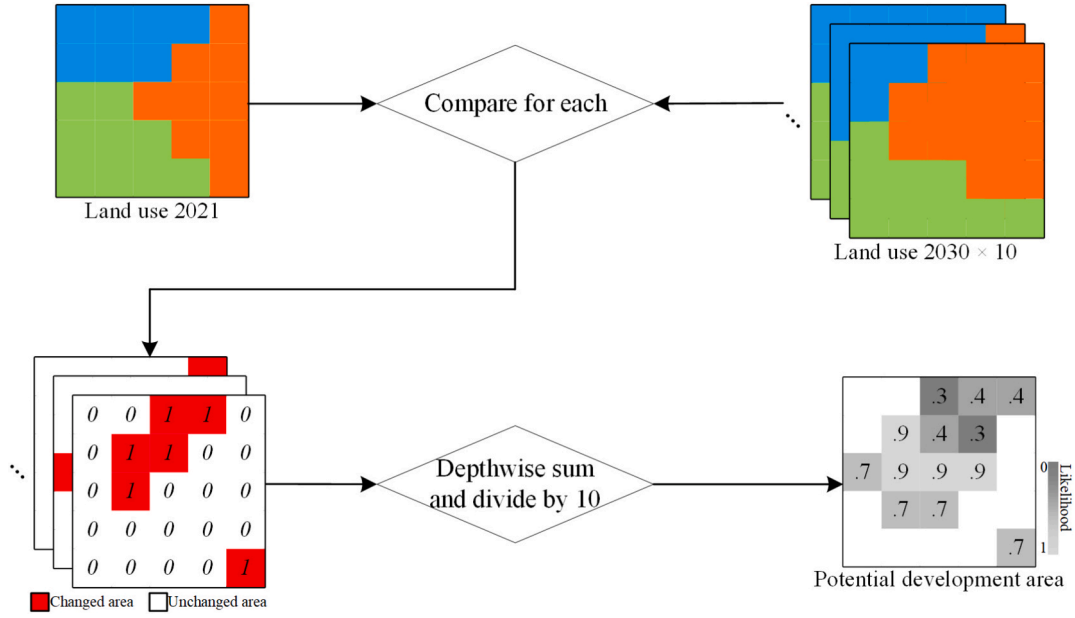 Compare for each
Land use 2021
Land use 2030 × 10
0 0 1 1 0
0 1 1 0 0
0 1 0 0 0
0 0 0 0 0
0 0 0 0 1
Changed area
Unchanged area
Depthwise sum
and divide by 10
.3 .4 .4
.9 .4 .3
.7 .9 .9 .9
.7 .7
.7
0
1
Likelihood
Potential development area